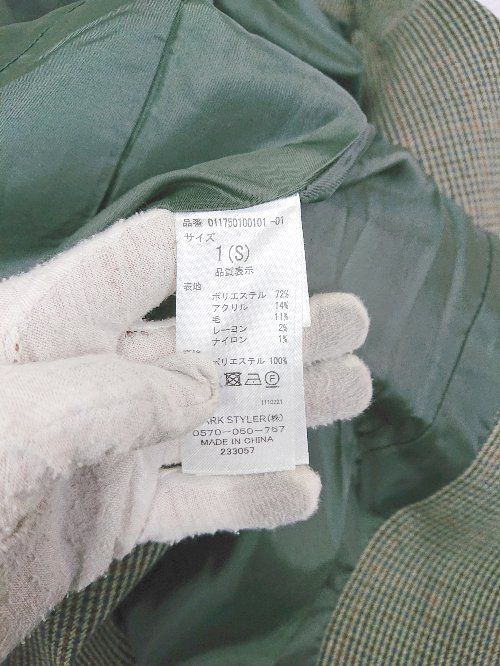 品番 011750100101-01
サイズ
1(S)
品質表示
表地
ポリエステル 72%
アクリル 14%
毛 11%
レーヨン 2%
ナイロン 1%
ポリエステル 100%
ARK STYLER(株)
0570-050-757
MADE IN CHINA
233057